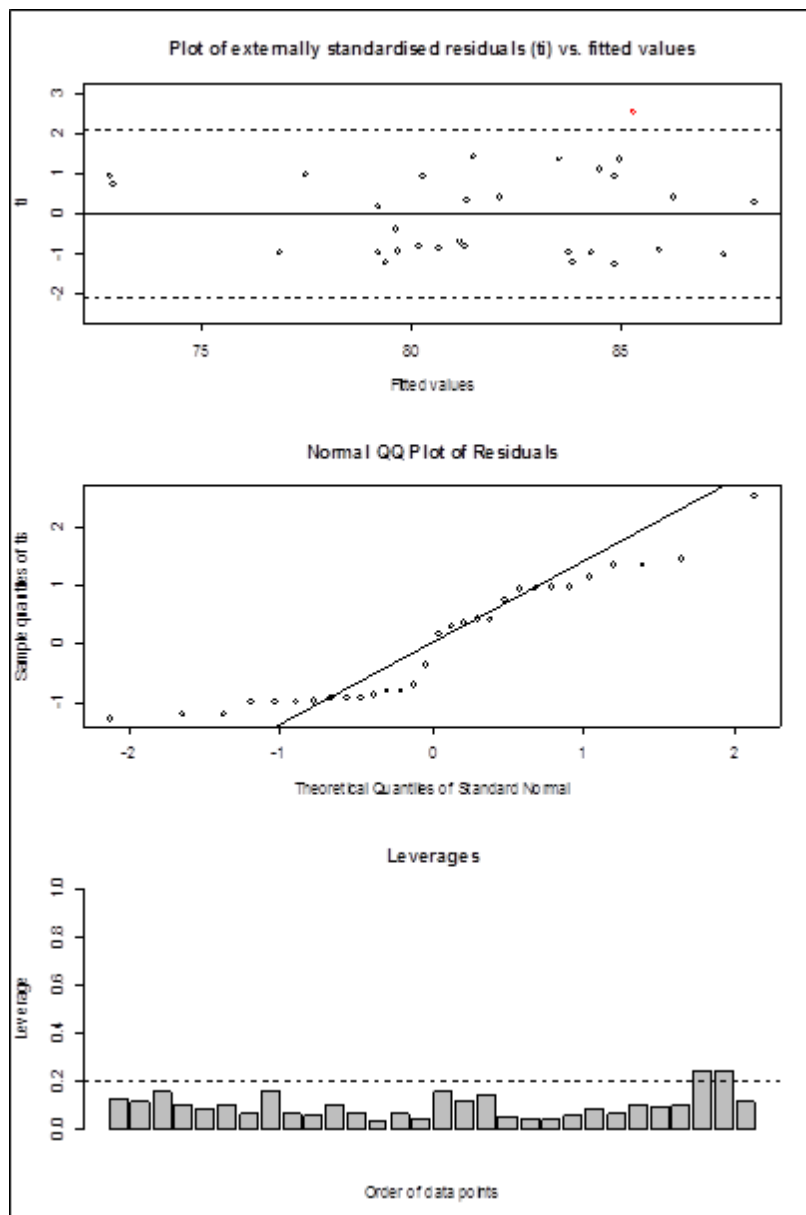 Plot of externally standardised residuals (ti) vs. fitted values
3
2
1
0
-1
-2
ti
75 80 85
Fitted values
Normal QQ Plot of Residuals
2
1
0
-1
Sample quantiles of tis
-2 -1 0 1 2
Theoretical Quantiles of Standard Normal
Leverages
1.0
0.8
0.6
0.4
0.2
0.0
Leverage
Order of data points